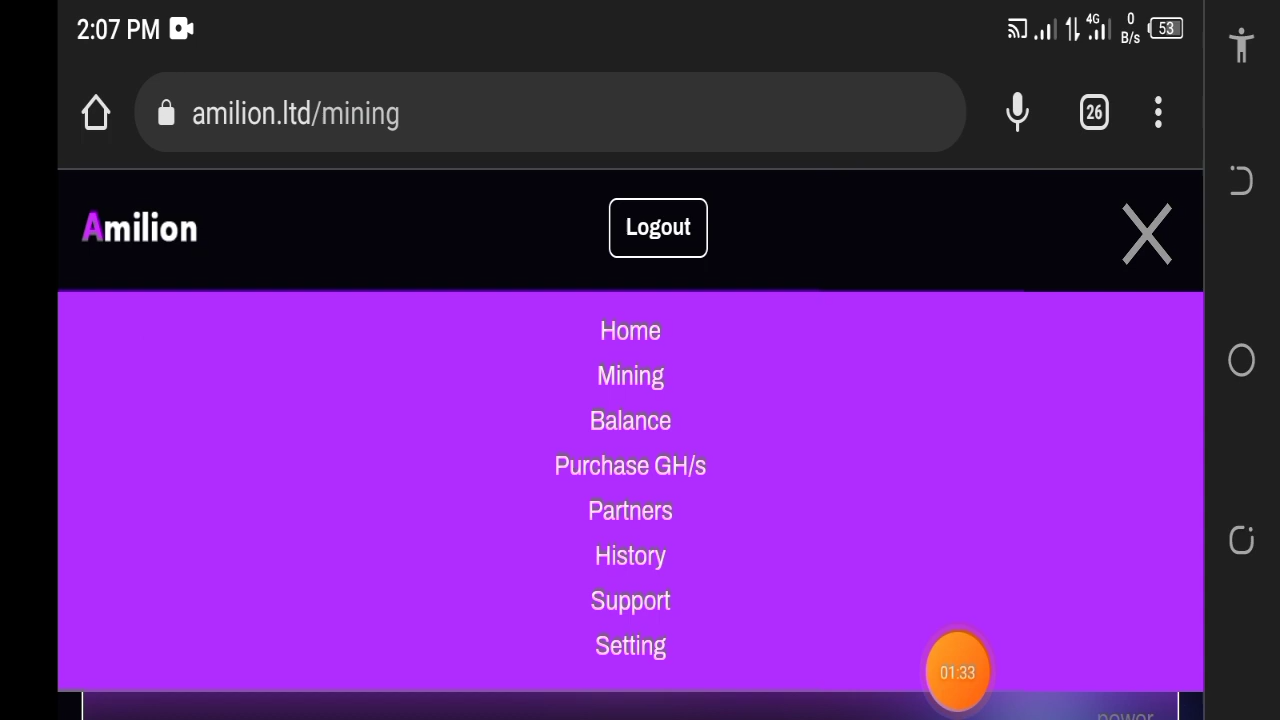 2:07 PM
4G
0
B/s
53
amilion.ltd/mining
26
Amilion
Logout
Home
Mining
Balance
Purchase GH/s
Partners
History
Support
Setting
01:33
power